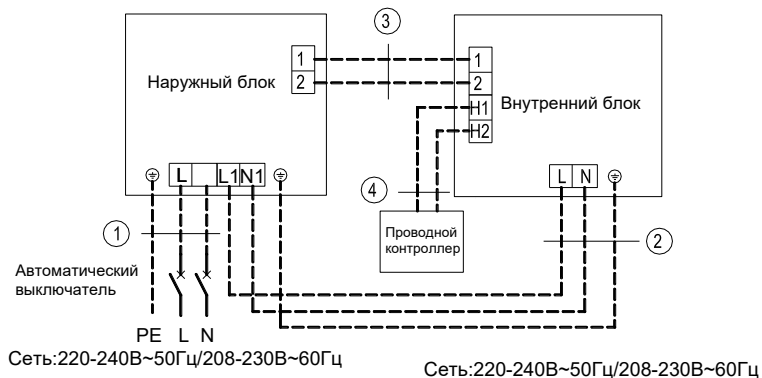 3
Наружный блок
1
2
1
2
H1
H2
Внутренний блок
L
L1 N1
L N
4
Проводной
контроллер
1
2
Автоматический
выключатель
PE L N
Сеть:220-240В~50Гц/208-230В~60Гц
Сеть:220-240В~50Гц/208-230В~60Гц